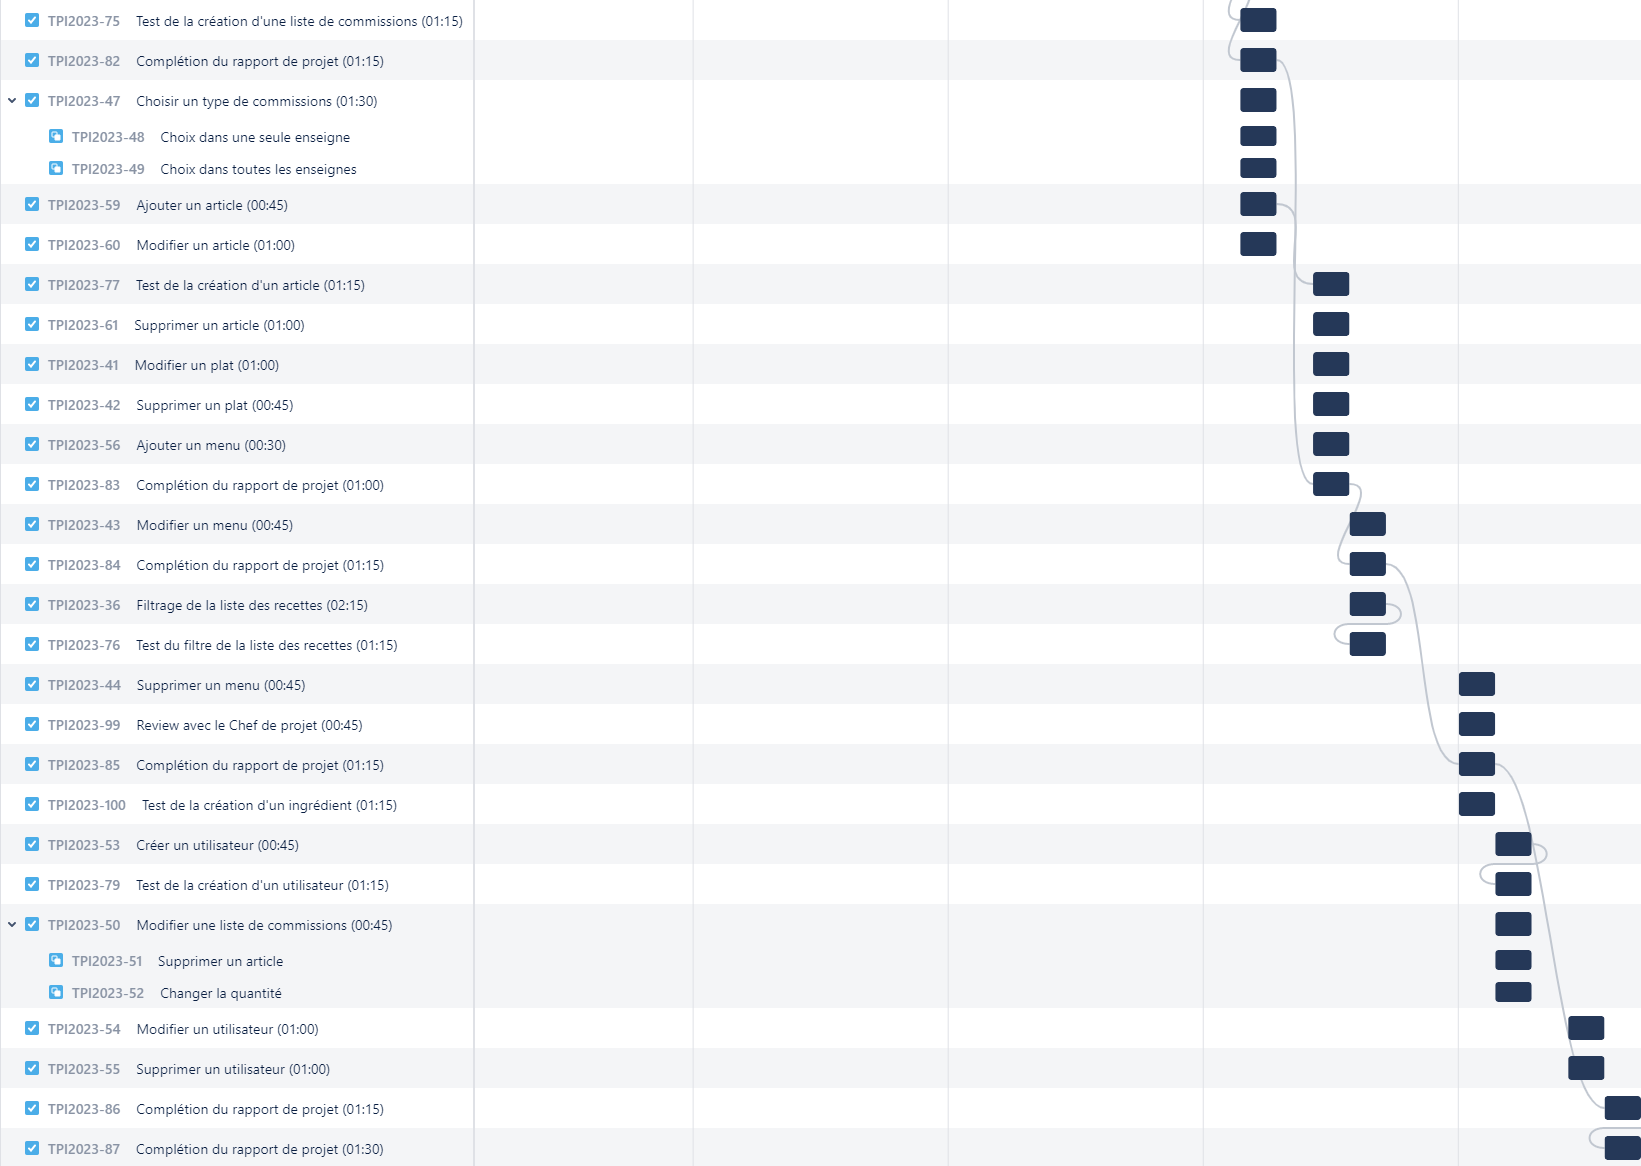 TPI2023-75 Test de la création d'une liste de commissions (01:15)
TPI2023-82 Complétion du rapport de projet (01:15)
TPI2023-47 Choisir un type de commissions (01:30)
TPI2023-48 Choix dans une seule enseigne
TPI2023-49 Choix dans toutes les enseignes
TPI2023-59 Ajouter un article (00:45)
TPI2023-60 Modifier un article (01:00)
TPI2023-77 Test de la création d'un article (01:15)
TPI2023-61 Supprimer un article (01:00)
TPI2023-41 Modifier un plat (01:00)
TPI2023-42 Supprimer un plat (00:45)
TPI2023-56 Ajouter un menu (00:30)
TPI2023-83 Complétion du rapport de projet (01:00)
TPI2023-43 Modifier un menu (00:45)
TPI2023-84 Complétion du rapport de projet (01:15)
TPI2023-36 Filtrage de la liste des recettes (02:15)
TPI2023-76 Test du filtre de la liste des recettes (01:15)
TPI2023-44 Supprimer un menu (00:45)
TPI2023-99 Review avec le Chef de projet (00:45)
TPI2023-85 Complétion du rapport de projet (01:15)
TPI2023-100 Test de la création d'un ingrédient (01:15)
TPI2023-53 Créer un utilisateur (00:45)
TPI2023-79 Test de la création d'un utilisateur (01:15)
TPI2023-50 Modifier une liste de commissions (00:45)
TPI2023-51 Supprimer un article
TPI2023-52 Changer la quantité
TPI2023-54 Modifier un utilisateur (01:00)
TPI2023-55 Supprimer un utilisateur (01:00)
TPI2023-86 Complétion du rapport de projet (01:15)
TPI2023-87 Complétion du rapport de projet (01:30)